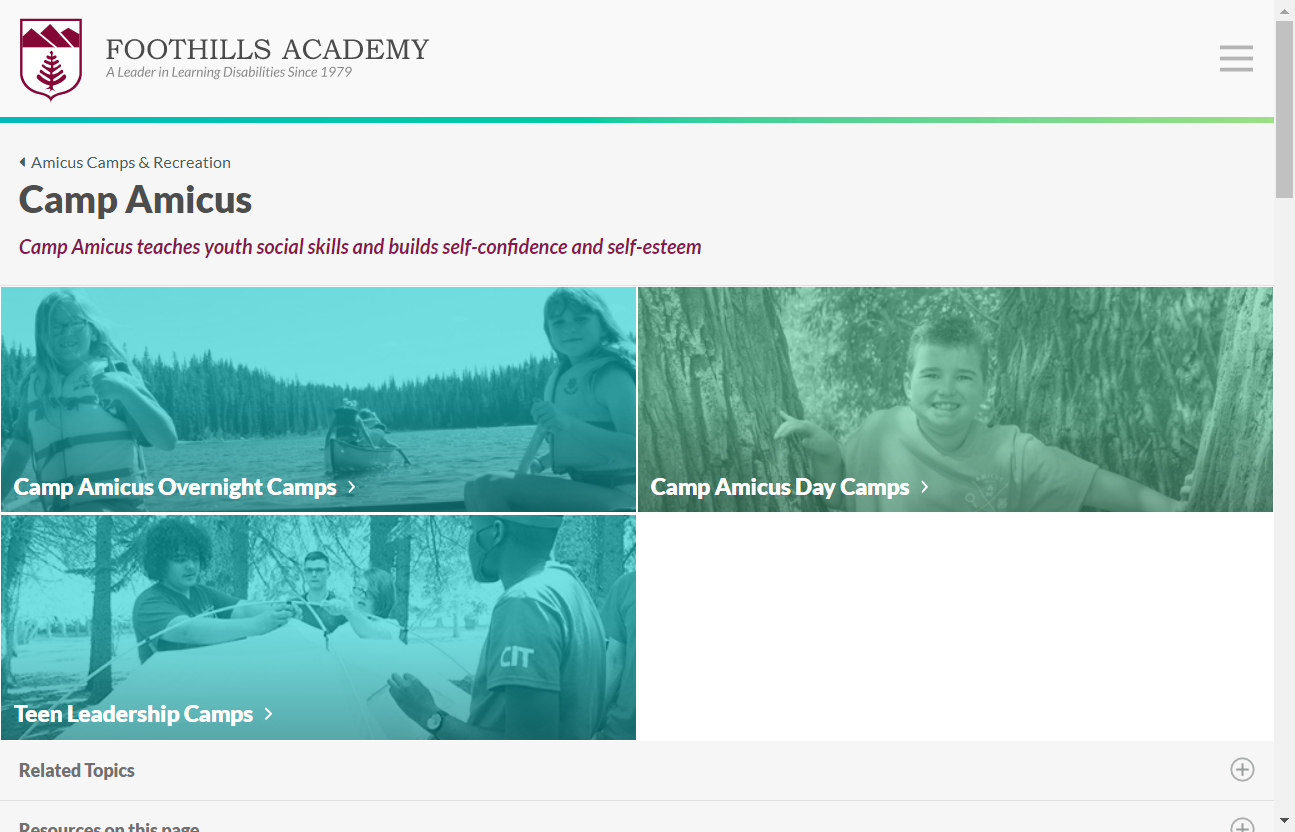 FOOTHILLS ACADEMY
A Leader in Learning Disabilities Since 1979
Amicus Camps & Recreation
Camp Amicus
Camp Amicus teaches youth social skills and builds self-confidence and self-esteem
Camp Amicus Overnight Camps
Camp Amicus Day Camps
CIT
Teen Leadership Camps
Related Topics
Resources on this page